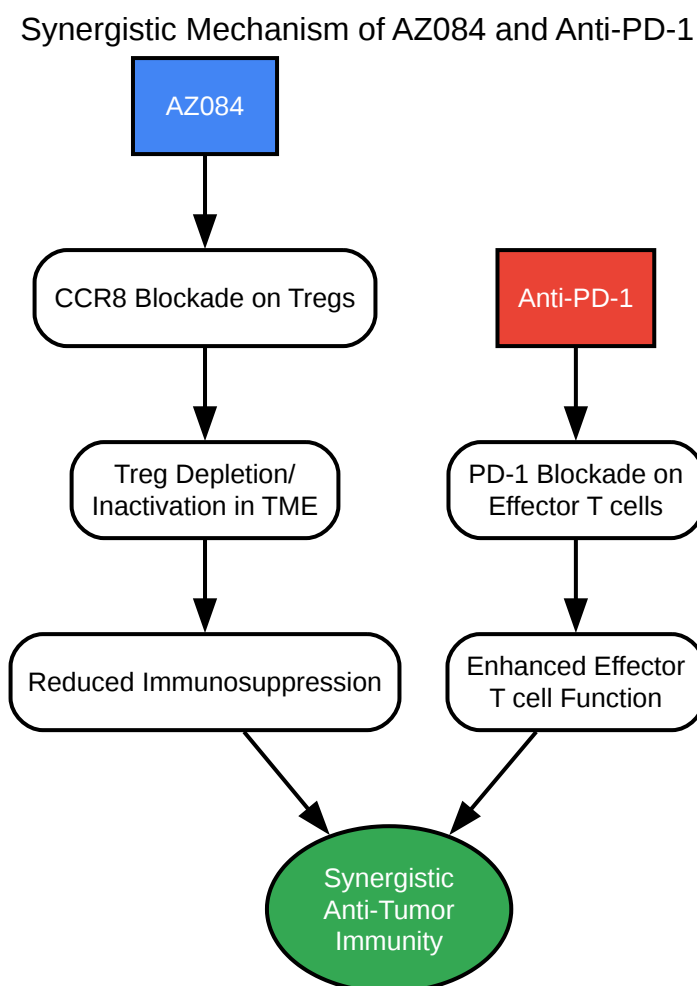 Synergistic Mechanism of AZ084 and Anti-PD-1
AZ084
CCR8 Blockade on Tregs
Anti-PD-1
Treg Depletion/
Inactivation in TME
PD-1 Blockade on
Effector T cells
Reduced Immunosuppression
Enhanced Effector
T cell Function
Synergistic
Anti-Tumor
Immunity